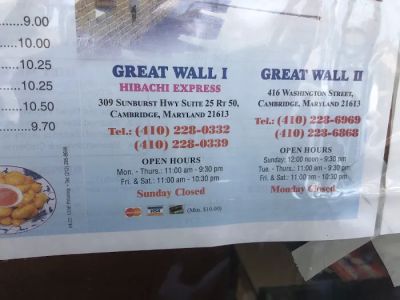 9.00
10.00
10.25
10.25
10.50
9.70
GREAT WALL I
HIBACHI EXPRESS
309 SUNBURST HWY SUITE 25 RT 50,
CAMBRIDGE, MARYLAND 21613
TEL.: (410) 228-0332
(410) 228-0339
OPEN HOURS
Mon. - Thurs.: 11:00 am - 9:30 pm
Fri. & Sat.: 11:00 am - 10:30 pm
Sunday Closed
VISA
(Min. $10.00)
GREAT WALL II
416 WASHINGTON STREET,
CAMBRIDGE, MARYLAND 21613
TEL.: (410) 228-6969
(410) 228-6868
OPEN HOURS
Sunday: 12:00 noon - 9:30 pm
Tue. - Thurs.: 11:00 am - 9:30 pm
Fri. & Sat.: 11:00 am - 10:30 pm
Monday Closed